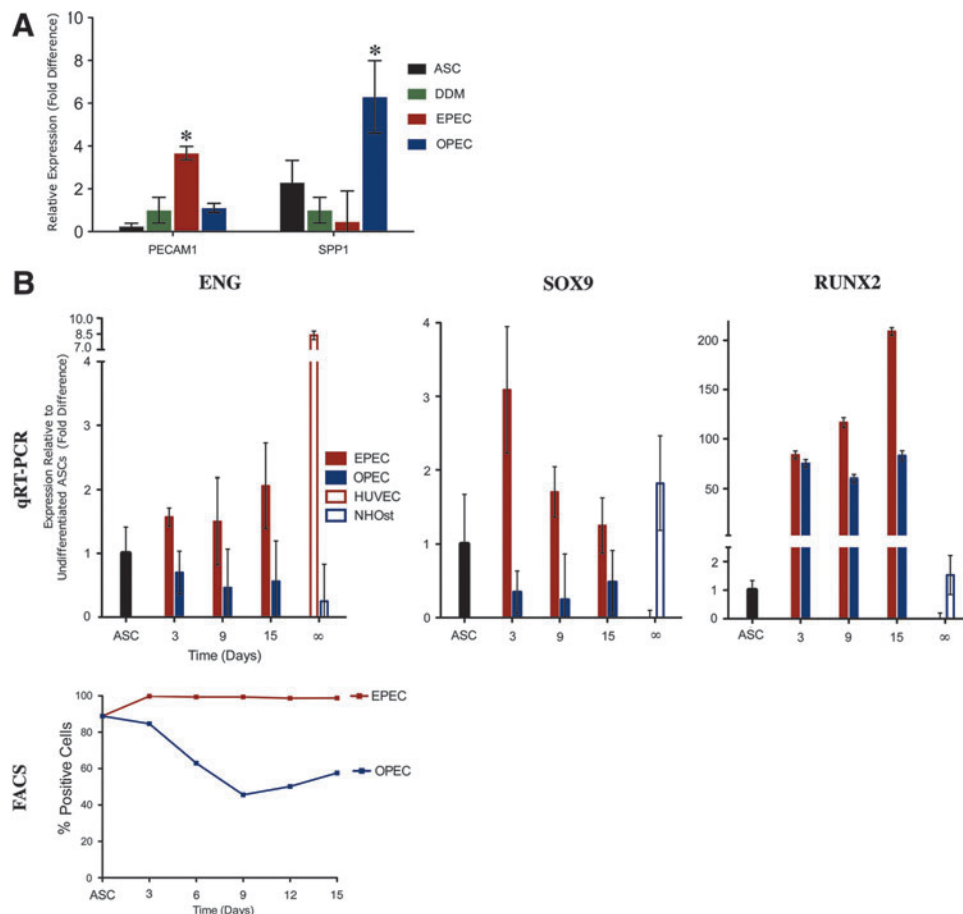 A
Relative Expression (Fold Difference)
10
8
6
4
2
0
*
*
PECAM1
SPP1
ASC
DDM
EPEC
OPEC
B
ENG
SOX9
RUNX2
qRT-PCR
Expression Relative to
Undifferentiated ASCs (Fold Difference)
10.0
8.5
7.0
4
3
2
1
0
ASC 3 9 15 ∞
Time (Days)
EPEC
OPEC
HUVEC
NHOst
4
3
2
1
0
ASC 3 9 15 ∞
200
150
100
50
2
1
0
ASC 3 9 15 ∞
FACS
% Positive Cells
100
80
60
40
20
0
EPEC
OPEC
ASC 3 6 9 12 15
Time (Days)